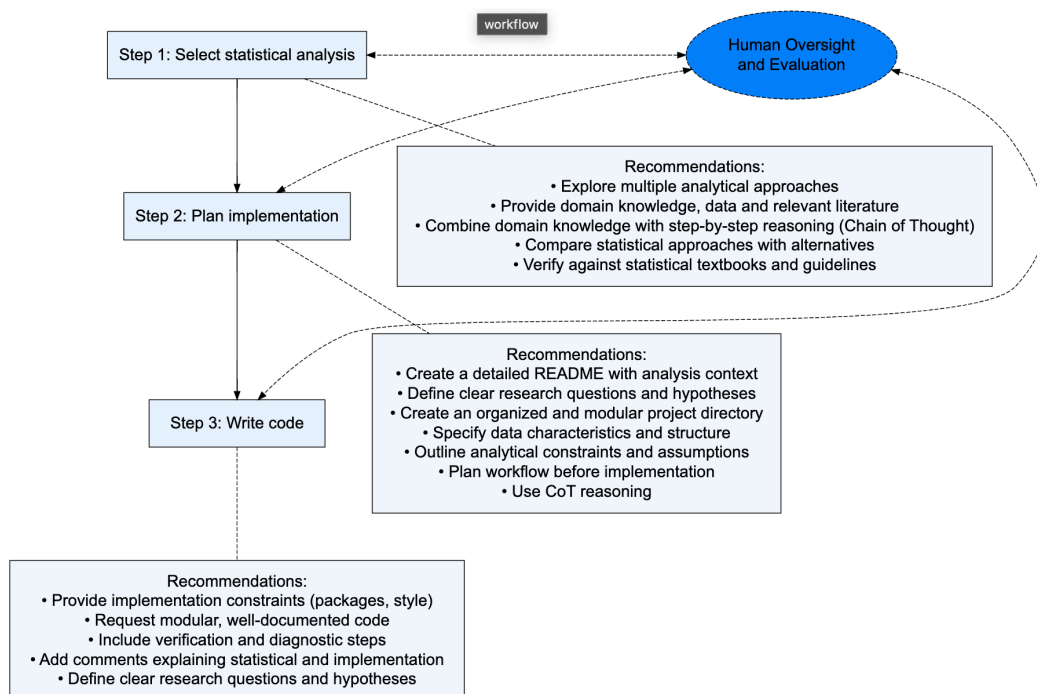 workflow
Step 1: Select statistical analysis
Human Oversight
and Evaluation
Recommendations:
• Explore multiple analytical approaches
• Provide domain knowledge, data and relevant literature
• Combine domain knowledge with step-by-step reasoning (Chain of Thought)
• Compare statistical approaches with alternatives
• Verify against statistical textbooks and guidelines
Step 2: Plan implementation
Recommendations:
• Create a detailed README with analysis context
• Define clear research questions and hypotheses
• Create an organized and modular project directory
• Specify data characteristics and structure
• Outline analytical constraints and assumptions
• Plan workflow before implementation
• Use CoT reasoning
Step 3: Write code
Recommendations:
• Provide implementation constraints (packages, style)
• Request modular, well-documented code
• Include verification and diagnostic steps
• Add comments explaining statistical and implementation
• Define clear research questions and hypotheses